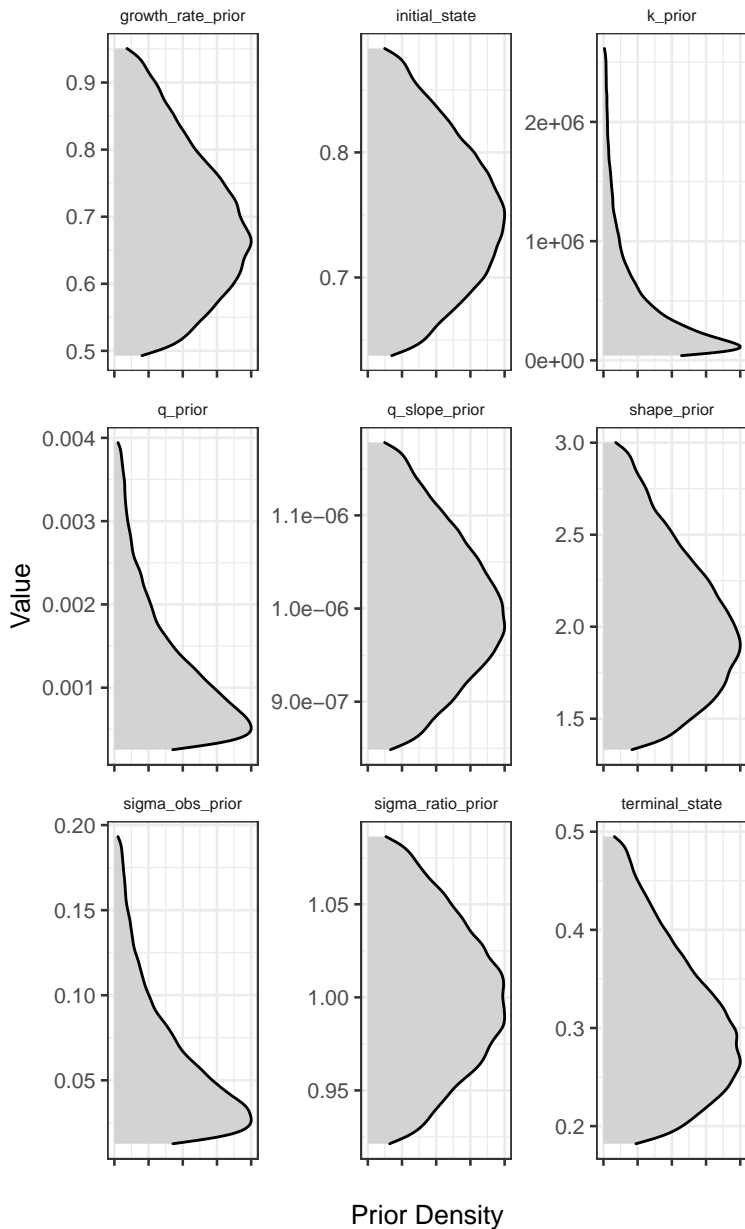 growth_rate_prior initial_state k_prior
0.9
0.8
0.7
0.6
0.5
0.8
0.7
2e+06
1e+06
0e+00
q_prior q_slope_prior shape_prior
0.004
0.003
0.002
0.001
1.1e−06
1.0e−06
9.0e−07
3.0
2.5
2.0
1.5
Value
sigma_obs_prior sigma_ratio_prior terminal_state
0.20
0.15
0.10
0.05
1.05
1.00
0.95
0.5
0.4
0.3
0.2
Prior Density